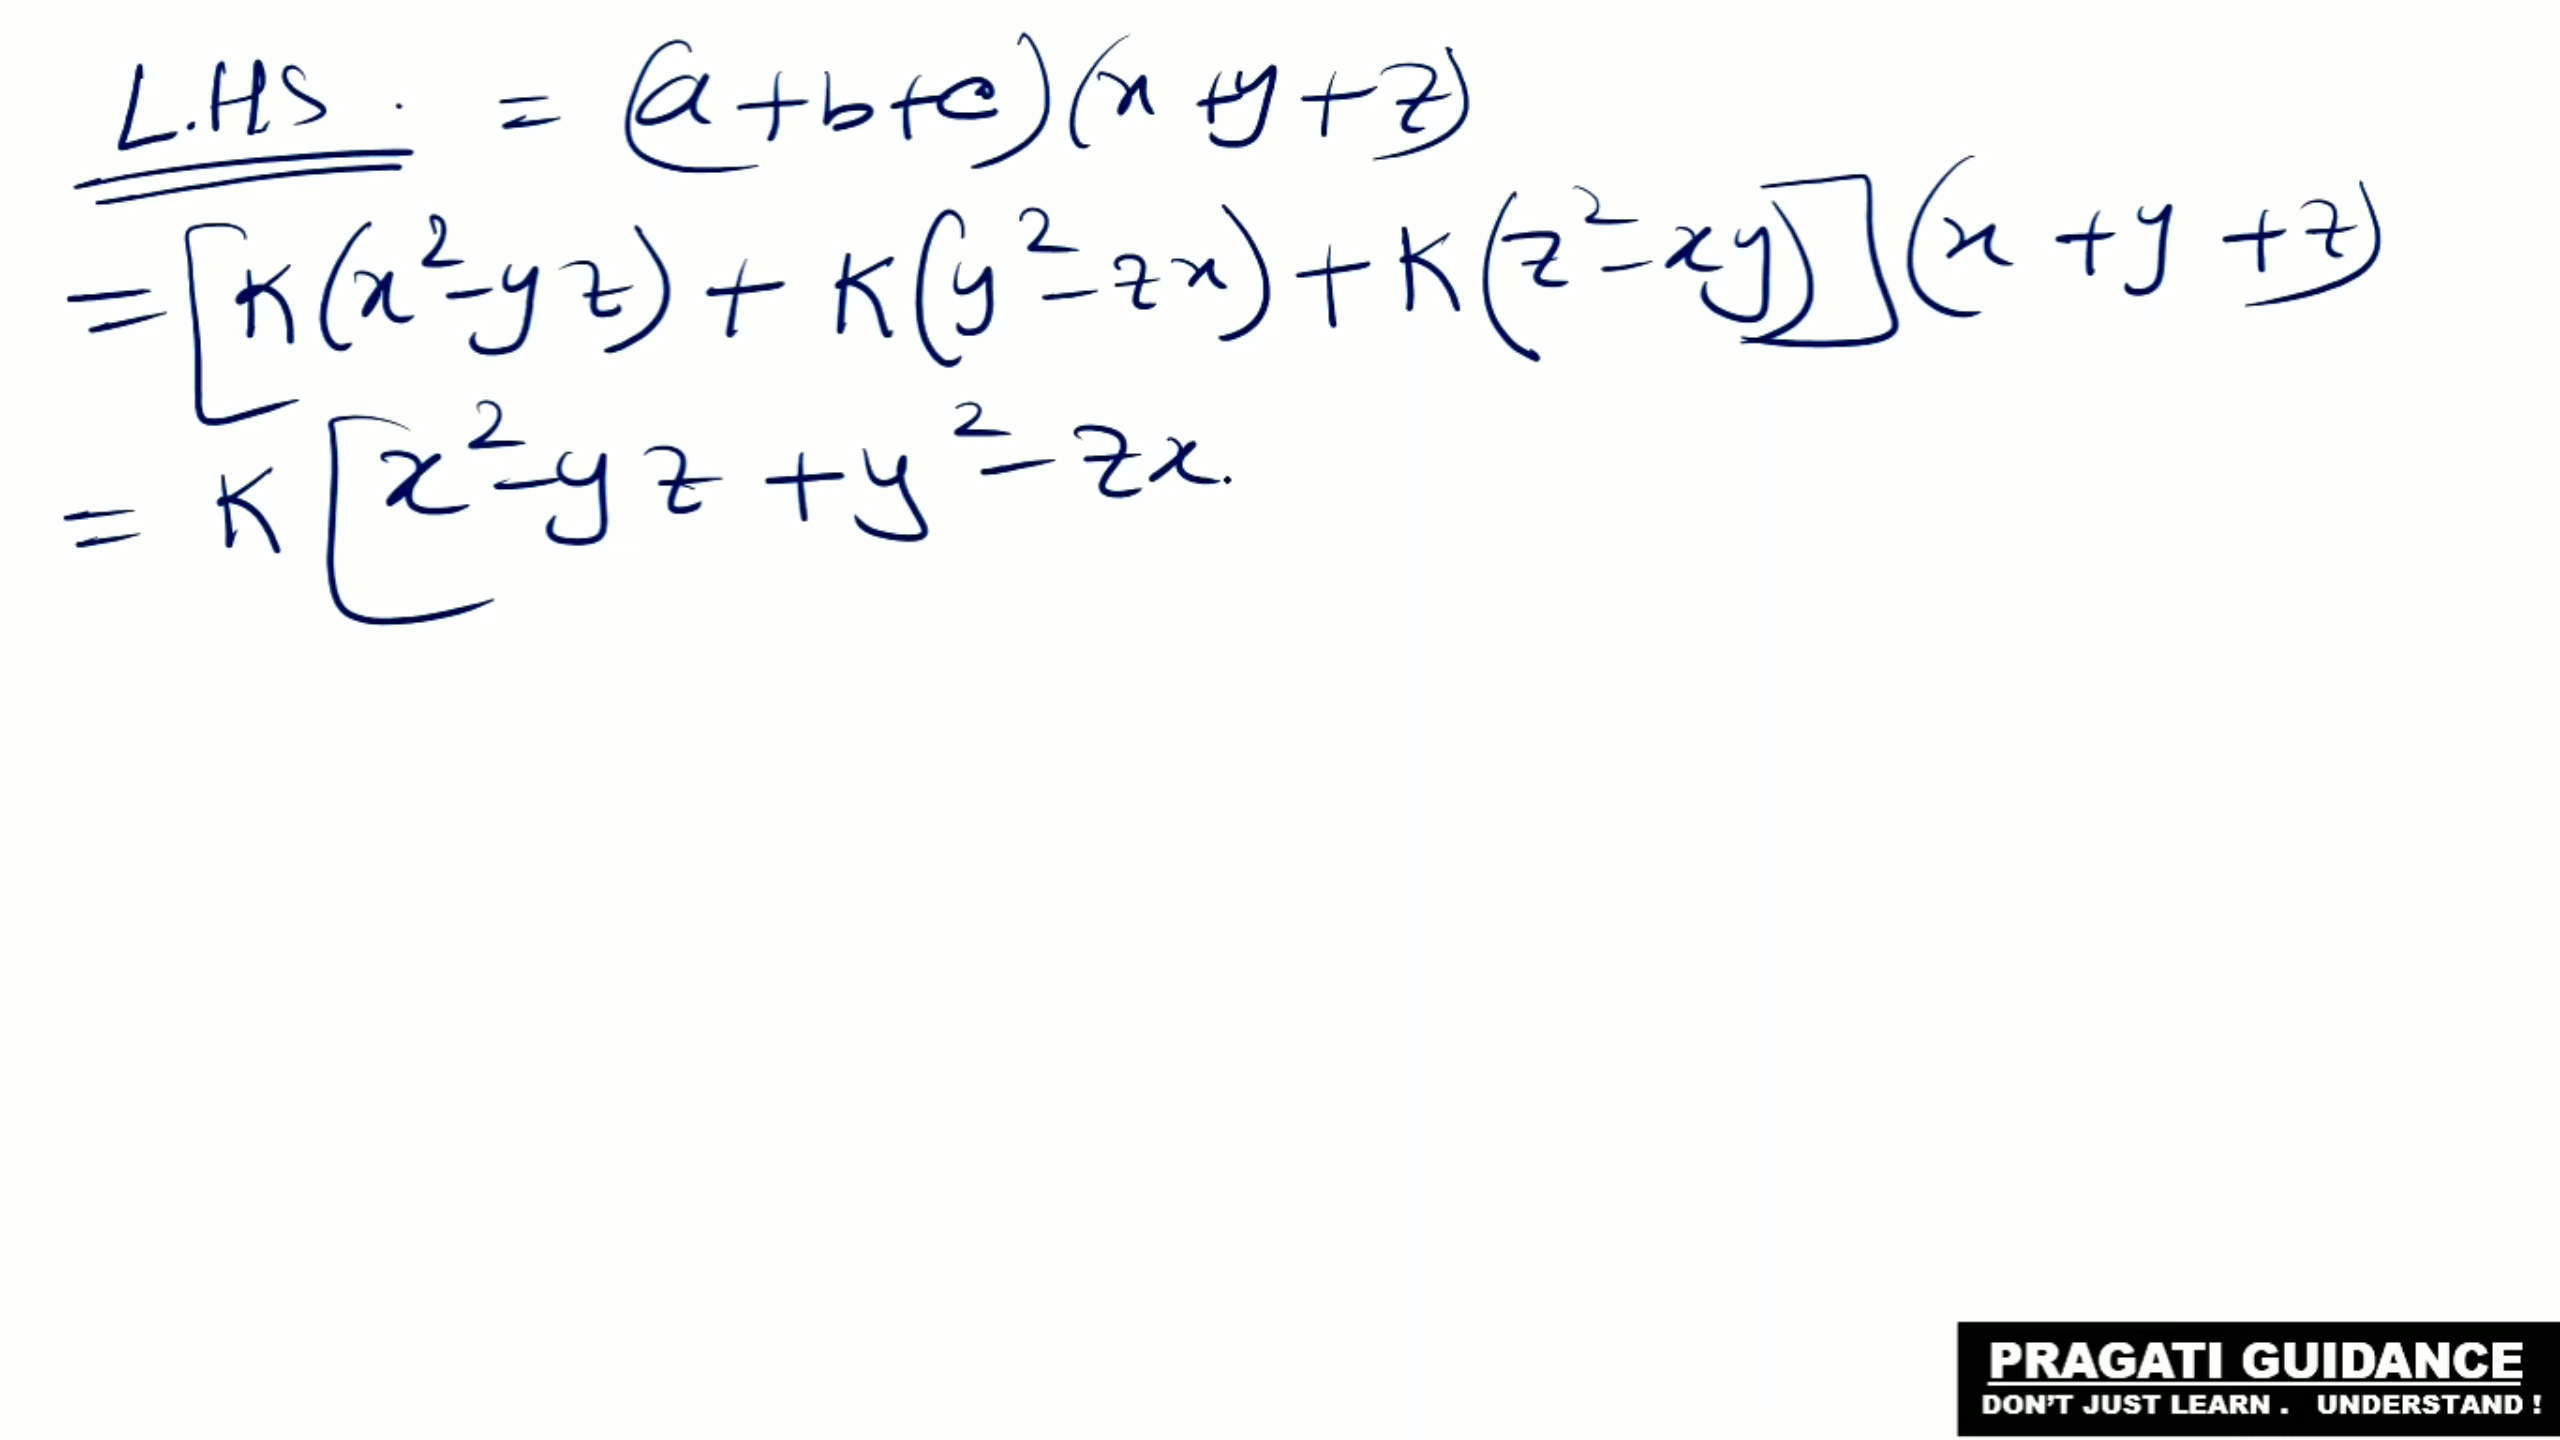 L.HS. = (a+b+c)(x+y+z)
=[K(x²-yz)+K(y²-zx)+K(z²-xy)](x+y+z)
= K[x²-yz+y²-zx.
PRAGATI GUIDANCE
DON'T JUST LEARN . UNDERSTAND !